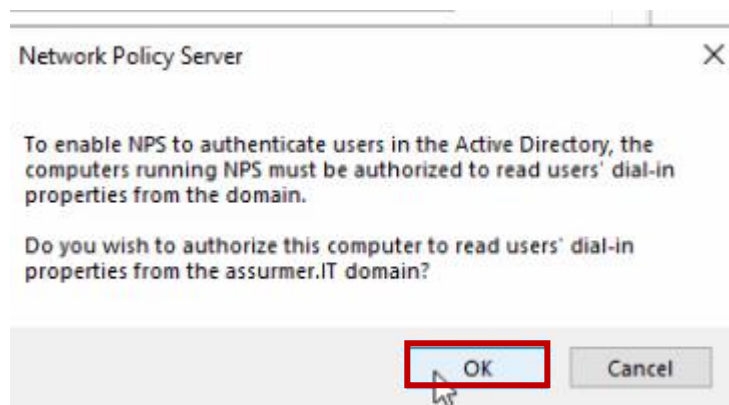 Network Policy Server
To enable NPS to authenticate users in the Active Directory, the
computers running NPS must be authorized to read users' dial-in
properties from the domain.
Do you wish to authorize this computer to read users' dial-in
properties from the assurmer.IT domain?
OK
Cancel